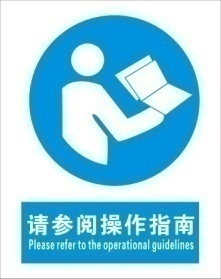 请参阅操作指南
Please refer to the operational guidelines